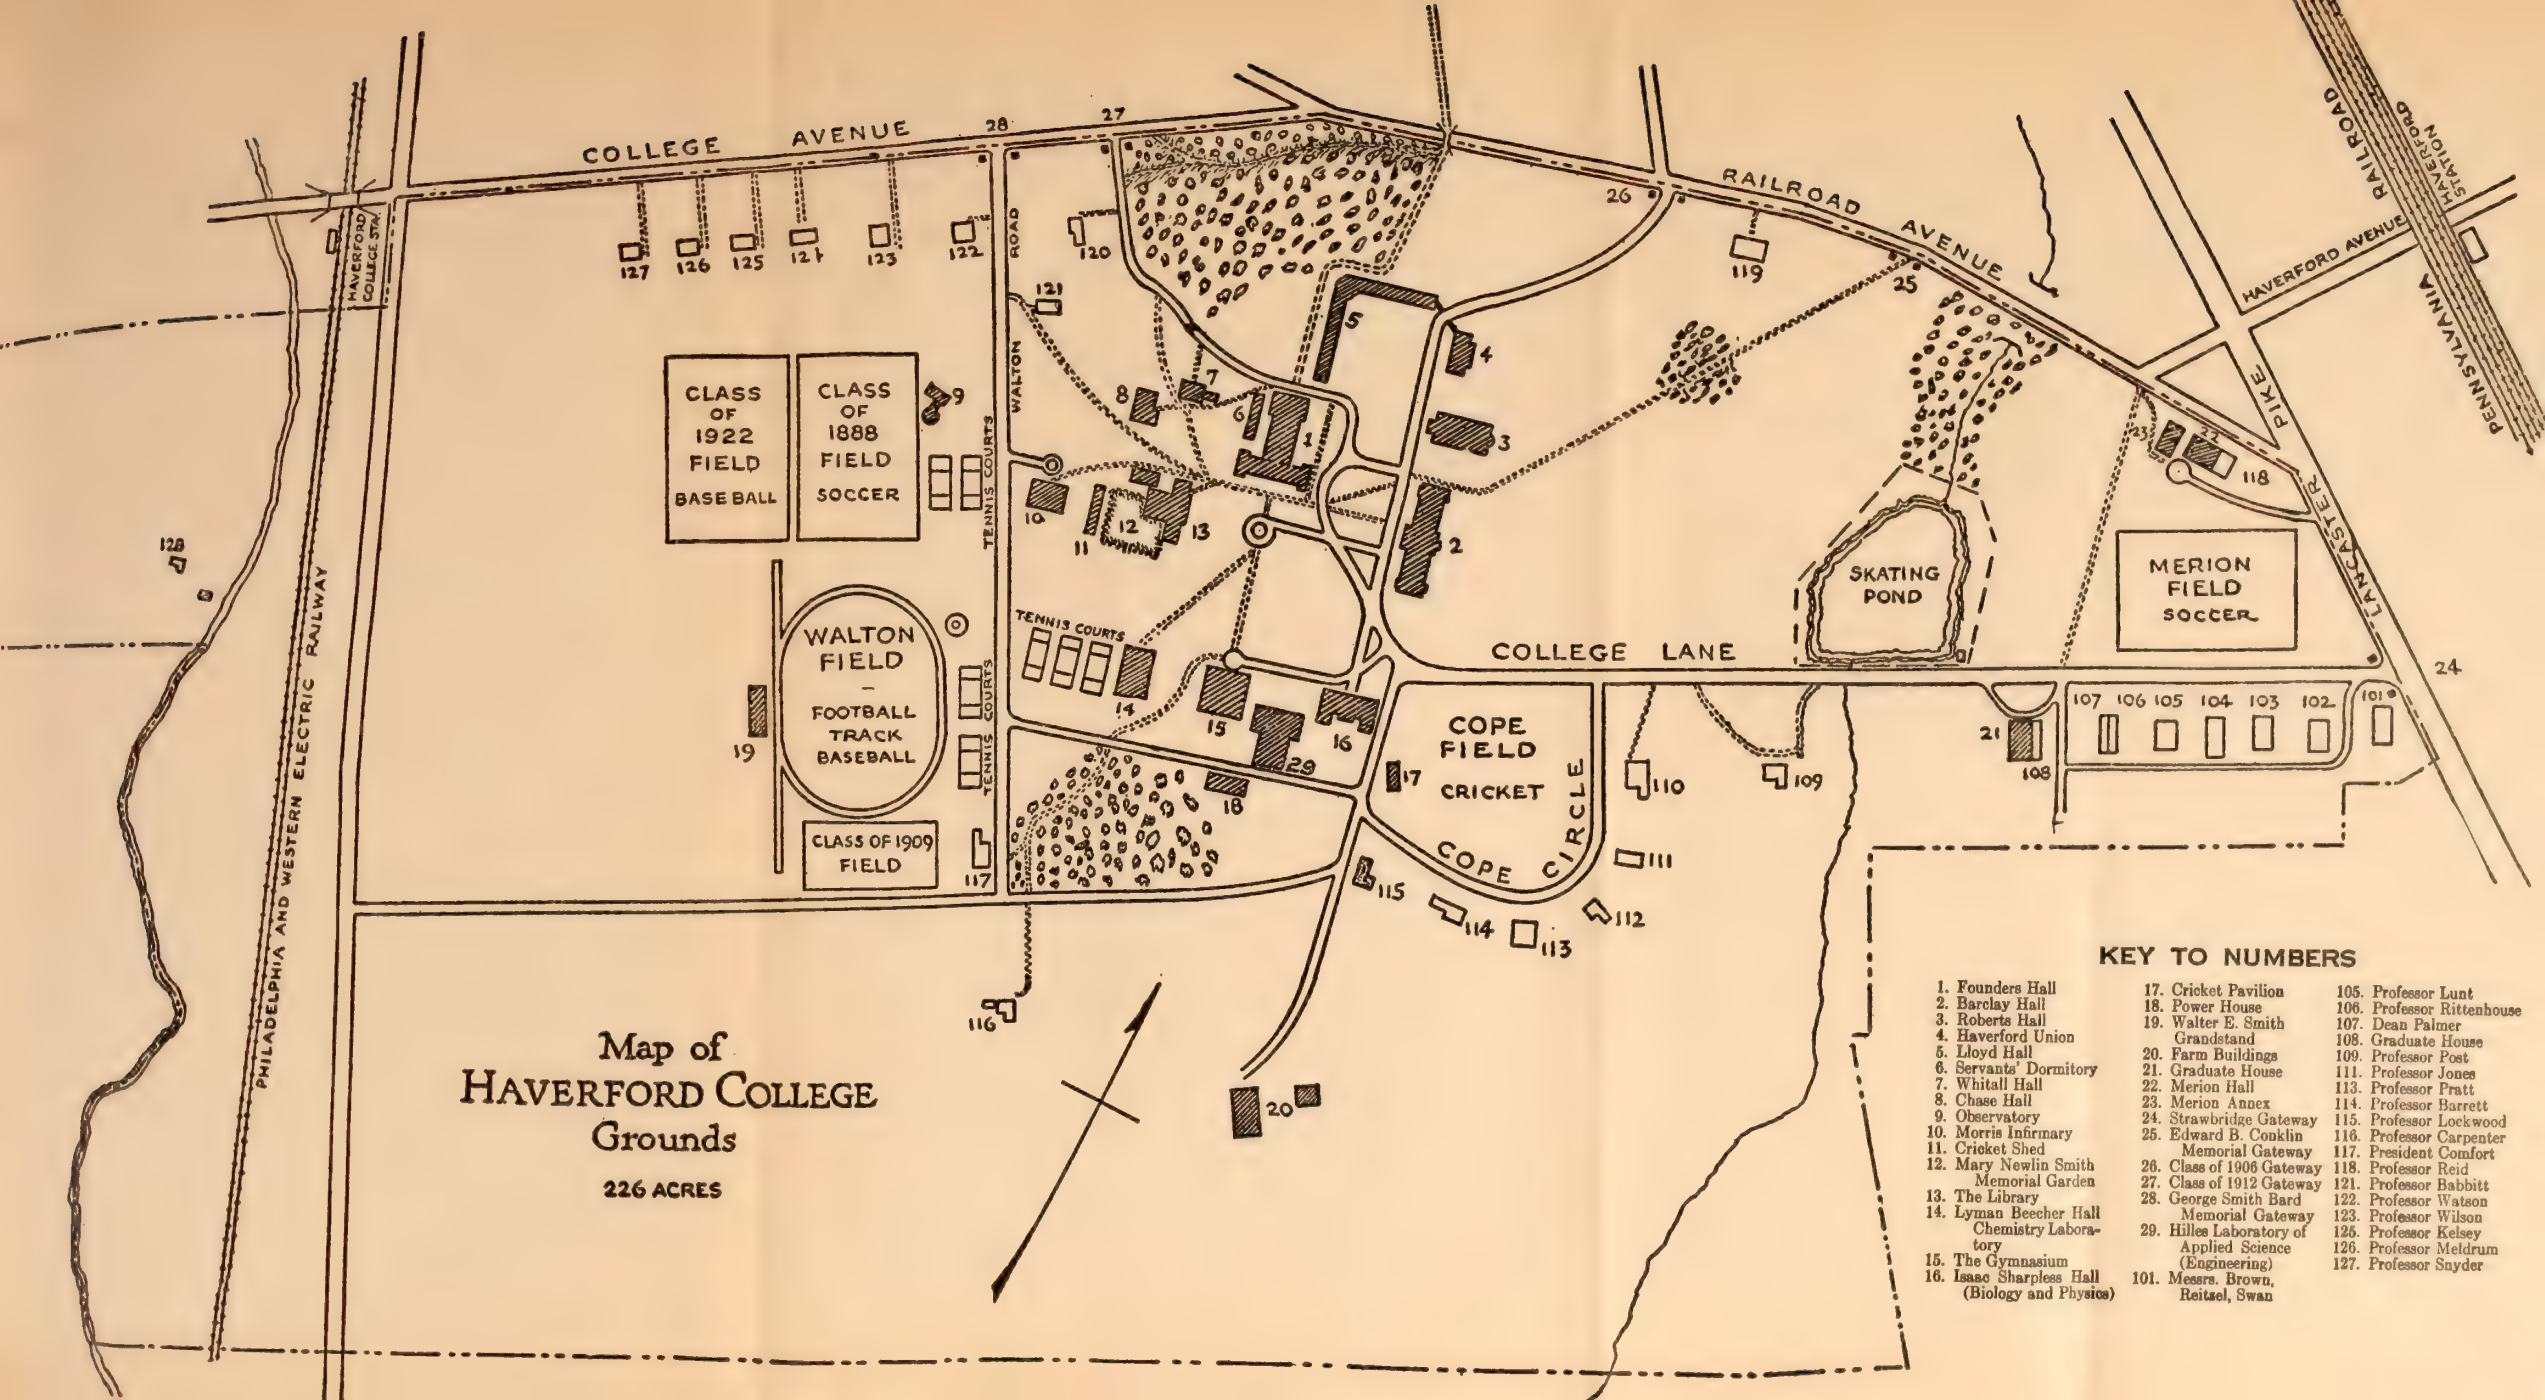 COLLEGE AVENUE
28
27
RAILROAD AVENUE
26
25
PENNSYLVANIA RAILROAD
HAVERFORD
STATION
HAVERFORD AVENUE
LANCASTER PIKE
HAVERFORD
COLLEGE STA.
PHILADELPHIA AND WESTERN ELECTRIC RAILWAY
127
126
125
123
122
120
121
119
WALTON ROAD
5
4
3
2
1
6
7
8
9
CLASS
OF
1922
FIELD
BASEBALL
CLASS
OF
1888
FIELD
SOCCER
TENNIS COURTS
10
11
12
13
128
23
22
118
SKATING
POND
MERION
FIELD
SOCCER
WALTON
FIELD
—
FOOTBALL
TRACK
BASEBALL
TENNIS COURTS
TENNIS COURTS
14
15
16
29
18
17
19
COLLEGE LANE
24
COPE
FIELD
CRICKET
COPE CIRCLE
110
109
21
108
107
106
105
104
103
102
101
CLASS OF 1909
FIELD
117
115
114
113
112
111
116
20
Map of
HAVERFORD COLLEGE
Grounds
226 ACRES
KEY TO NUMBERS
1. Founders Hall
2. Barclay Hall
3. Roberts Hall
4. Haverford Union
5. Lloyd Hall
6. Servants' Dormitory
7. Whitall Hall
8. Chase Hall
9. Observatory
10. Morris Infirmary
11. Cricket Shed
12. Mary Newlin Smith
Memorial Garden
13. The Library
14. Lyman Beecher Hall
Chemistry Labora-
tory
15. The Gymnasium
16. Isaac Sharpless Hall
(Biology and Physics)
17. Cricket Pavilion
18. Power House
19. Walter E. Smith
Grandstand
20. Farm Buildings
21. Graduate House
22. Merion Hall
23. Merion Annex
24. Strawbridge Gateway
25. Edward B. Conklin
Memorial Gateway
26. Class of 1906 Gateway
27. Class of 1912 Gateway
28. George Smith Bard
Memorial Gateway
29. Hilles Laboratory of
Applied Science
(Engineering)
101. Messrs. Brown,
Reitzel, Swan
105. Professor Lunt
106. Professor Rittenhouse
107. Dean Palmer
108. Graduate House
109. Professor Post
111. Professor Jones
113. Professor Pratt
114. Professor Barrett
115. Professor Lockwood
116. Professor Carpenter
117. President Comfort
118. Professor Reid
121. Professor Babbitt
122. Professor Watson
123. Professor Wilson
125. Professor Kelsey
126. Professor Meldrum
127. Professor Snyder